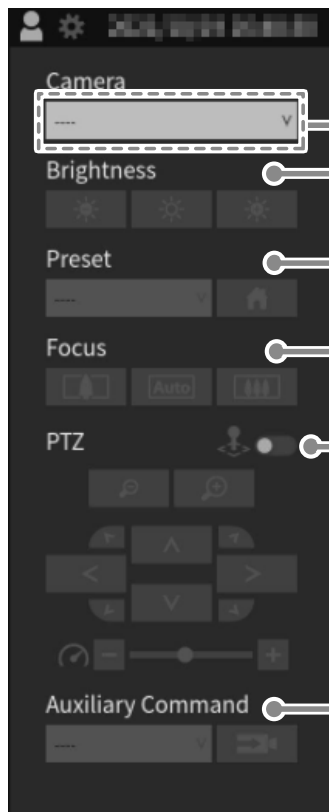 Camera
----
Brightness
Preset
----
Focus
Auto
PTZ
Auxiliary Command
----